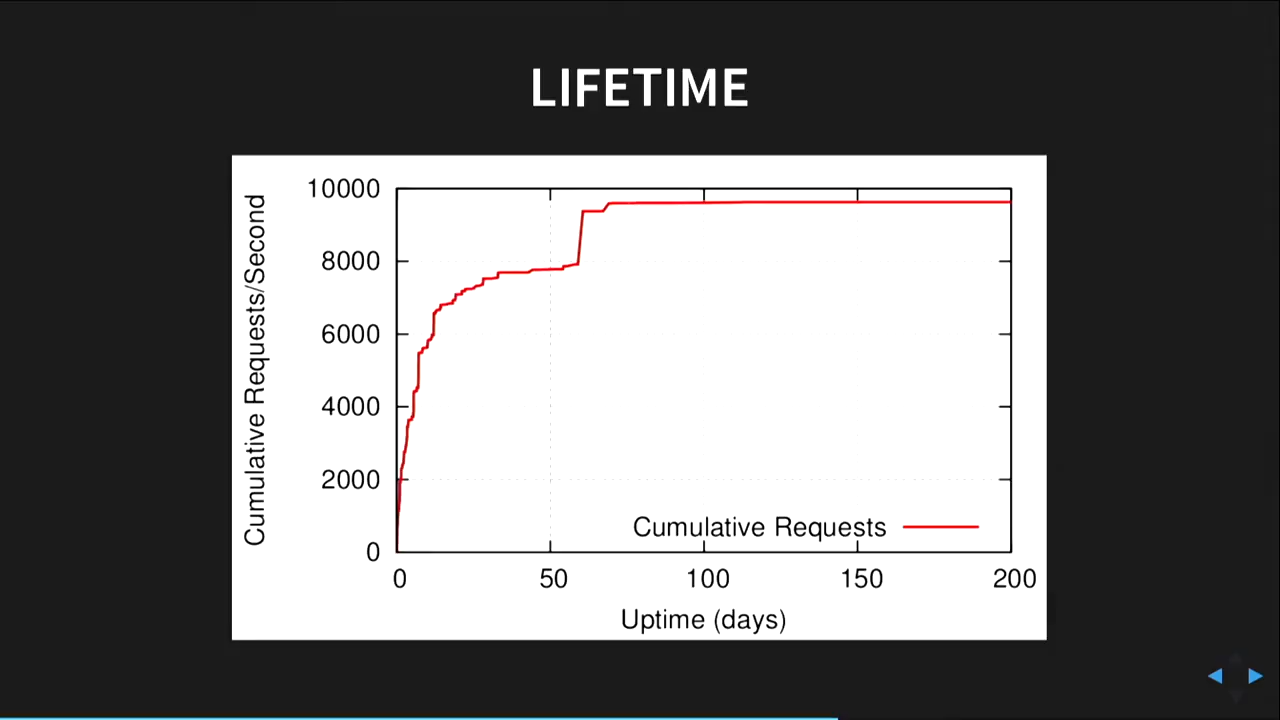 LIFETIME
Cumulative Requests/Second
10000
8000
6000
4000
2000
0
Cumulative Requests
0 50 100 150 200
Uptime (days)